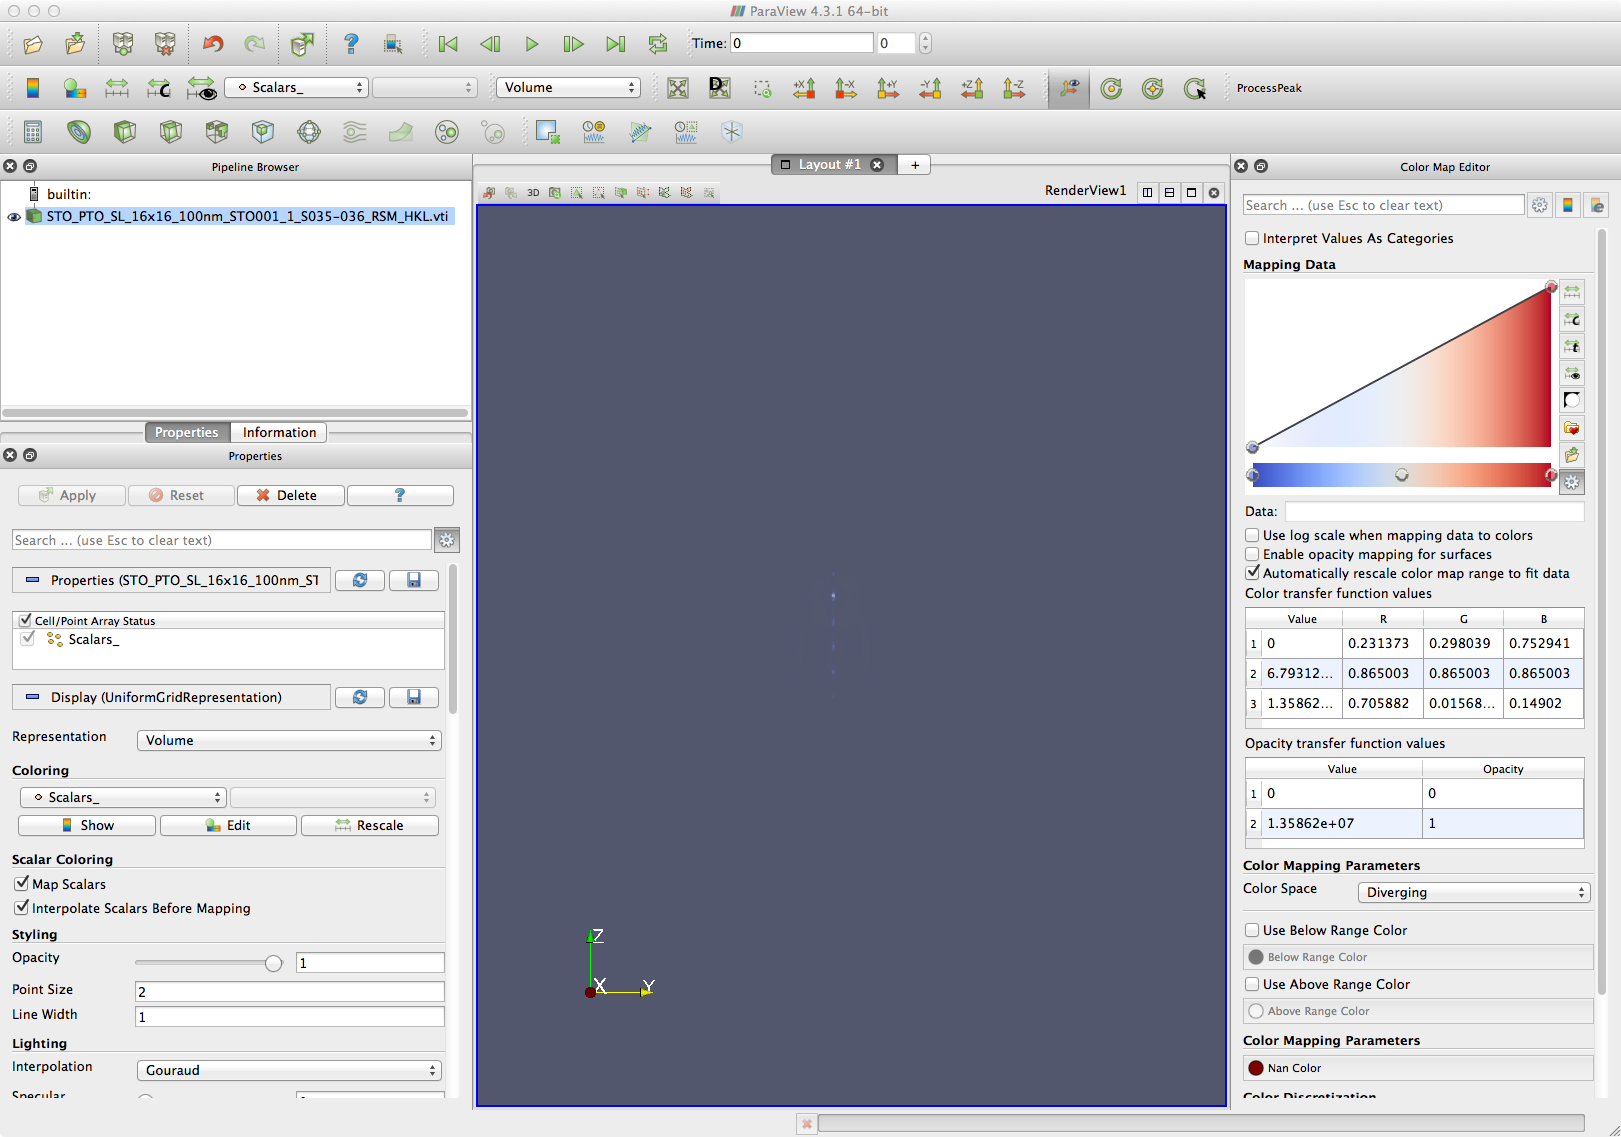 ParaView 4.3.1 64-bit
Time: 0 0
Scalars_ Volume D +X -X +Y -Y +Z -Z ProcessPeak
Pipeline Browser
builtin:
STO_PTO_SL_16x16_100nm_STO001_1_S035-036_RSM_HKL.vti
Properties Information
Properties
Apply Reset Delete ?
Search ... (use Esc to clear text)
Properties (STO_PTO_SL_16x16_100nm_ST
Cell/Point Array Status
Scalars_
Display (UniformGridRepresentation)
Representation Volume
Coloring
Scalars_
Show Edit Rescale
Scalar Coloring
Map Scalars
Interpolate Scalars Before Mapping
Styling
Opacity 1
Point Size 2
Line Width 1
Lighting
Interpolation Gouraud
Specular
Layout #1 +
3D RenderView1
Z
X Y
Color Map Editor
Search ... (use Esc to clear text)
Interpret Values As Categories
Mapping Data
Data:
Use log scale when mapping data to colors
Enable opacity mapping for surfaces
Automatically rescale color map range to fit data
Color transfer function values
Value R G B
1 0 0.231373 0.298039 0.752941
2 6.79312... 0.865003 0.865003 0.865003
3 1.35862... 0.705882 0.01568... 0.14902
Opacity transfer function values
Value Opacity
1 0 0
2 1.35862e+07 1
Color Mapping Parameters
Color Space Diverging
Use Below Range Color
Below Range Color
Use Above Range Color
Above Range Color
Color Mapping Parameters
Nan Color
Color Discretization